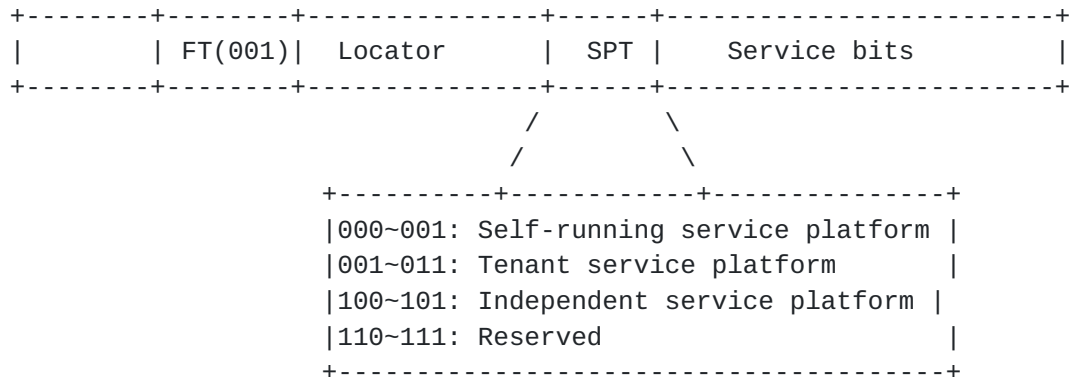 +--------+--------+---------------+------+-------------------------+
|        | FT(001)|  Locator      |  SPT |    Service bits         |
+--------+--------+---------------+------+-------------------------+
/        \
/          \
+----------+------------+---------------+
|000~001: Self-running service platform |
|001~011: Tenant service platform       |
|100~101: Independent service platform |
|110~111: Reserved                      |
+---------------------------------------+